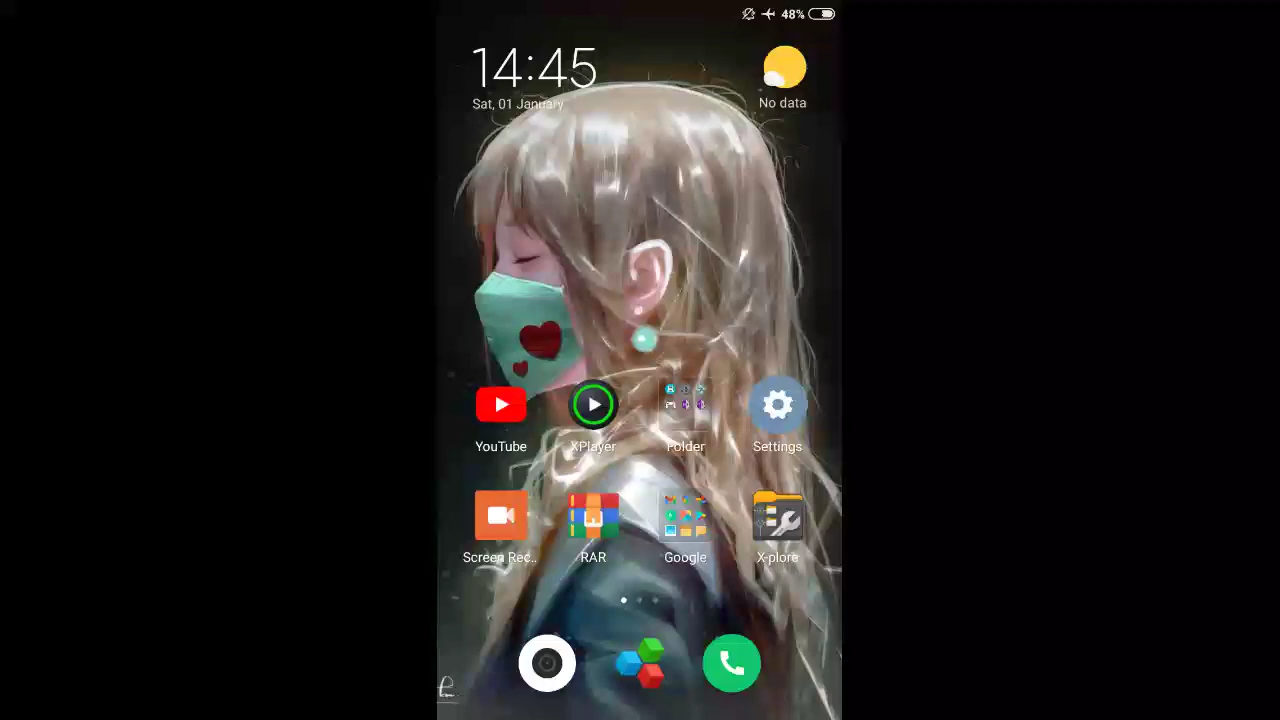 48%
14:45
Sat, 01 January
No data
YouTube
XPlayer
Folder
Settings
Screen Rec..
RAR
Google
X-plore